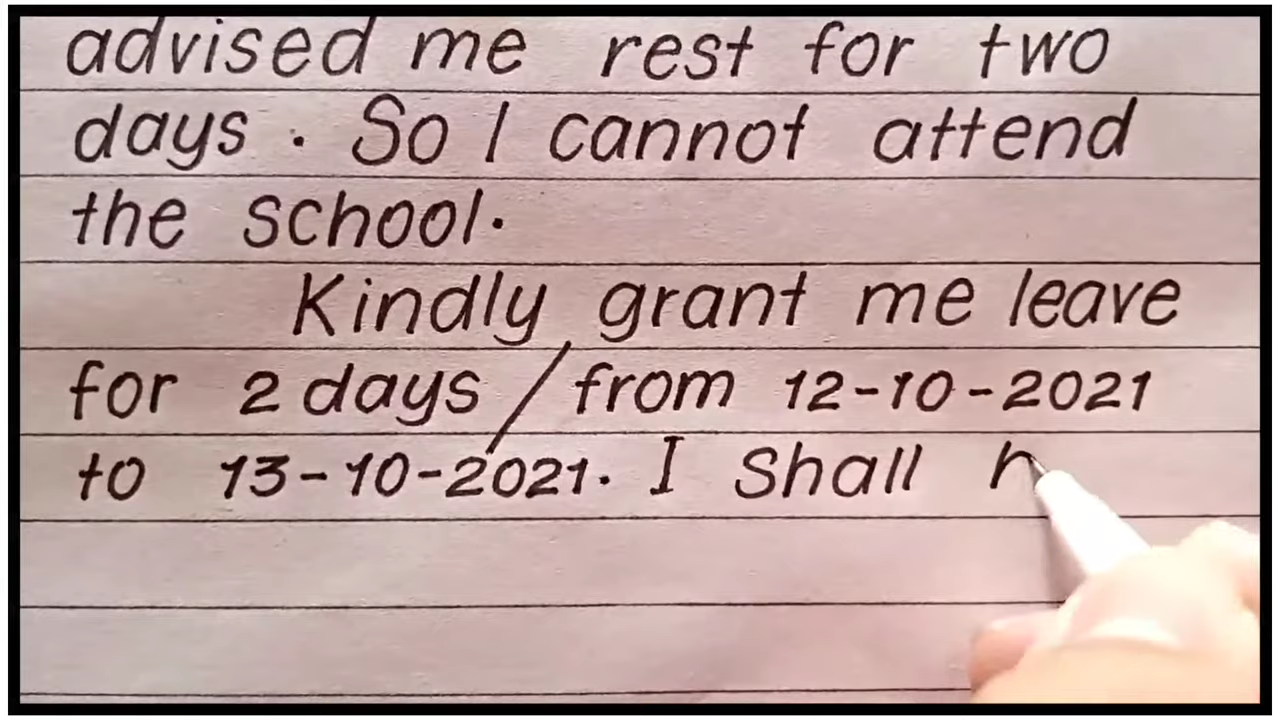 advised me rest for two
days. So I cannot attend
the school.
Kindly grant me leave
for 2 days/from 12-10-2021
to 13-10-2021. I Shall